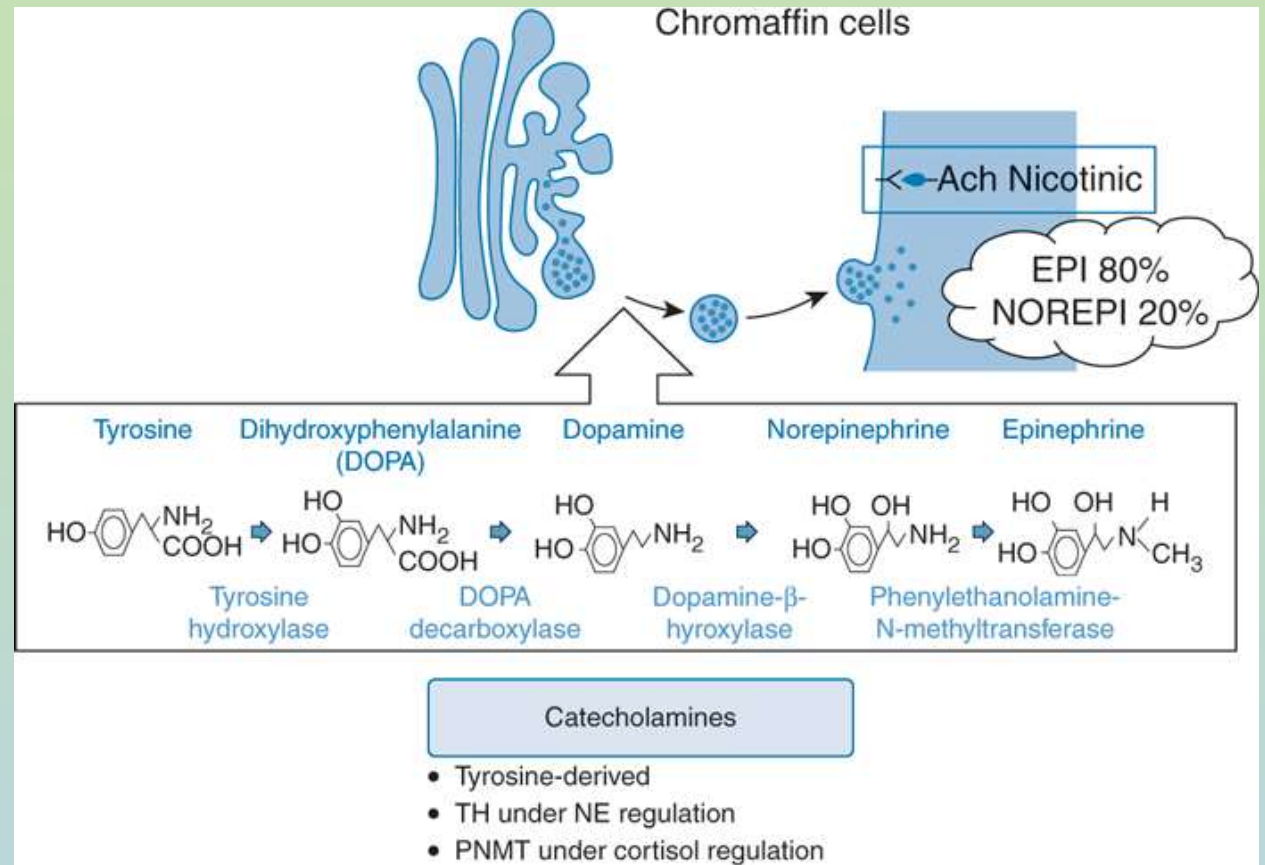 Chromaffin cells
Ach Nicotinic
EPI 80%
NOREPI 20%
Tyrosine
Dihydroxyphenylalanine
(DOPA)
Dopamine
Norepinephrine
Epinephrine
HO
NH2
COOH
HO
HO
NH2
COOH
HO
HO
NH2
HO
OH
HO
NH2
HO
OH
H
HO
N
CH3
Tyrosine
hydroxylase
DOPA
decarboxylase
Dopamine-β-
hyroxylase
Phenylethanolamine-
N-methyltransferase
Catecholamines
• Tyrosine-derived
• TH under NE regulation
• PNMT under cortisol regulation